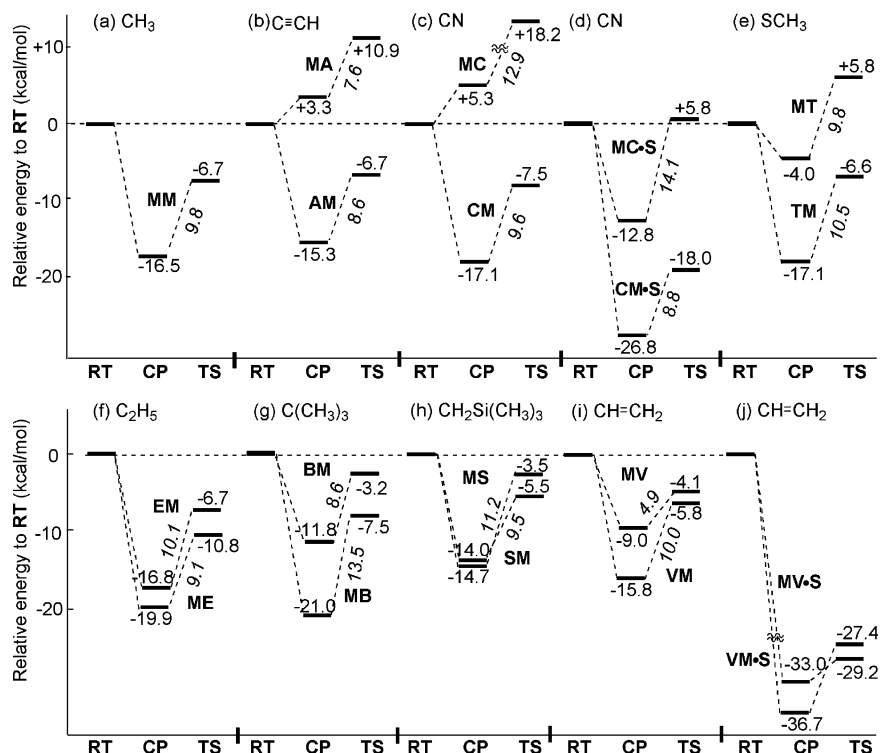 (a) CH3 (b) C≡CH (c) CN (d) CN (e) SCH3
Relative energy to RT (kcal/mol)
+10
0
-10
-20
MM
-16.5
9.8
-6.7
MA
+3.3
7.6
+10.9
AM
-15.3
8.6
-6.7
MC
+5.3
12.9
+18.2
CM
-17.1
9.6
-7.5
MC•S
-12.8
14.1
+5.8
CM•S
-26.8
8.8
-18.0
MT
-4.0
9.8
+5.8
TM
-17.1
10.5
-6.6
RT CP TS RT CP TS RT CP TS RT CP TS RT CP TS
(f) C2H5 (g) C(CH3)3 (h) CH2Si(CH3)3 (i) CH=CH2 (j) CH=CH2
Relative energy to RT (kcal/mol)
0
-10
-20
EM
-16.8
10.1
-6.7
ME
-19.9
9.1
-10.8
BM
-11.8
8.6
-3.2
MB
-21.0
13.5
-7.5
MS
-14.0
11.2
-3.5
SM
-14.7
9.5
-5.5
MV
-9.0
4.9
-4.1
VM
-15.8
10.0
-5.8
MV•S
-33.0
-27.4
VM•S
-36.7
-29.2
RT CP TS RT CP TS RT CP TS RT CP TS RT CP TS